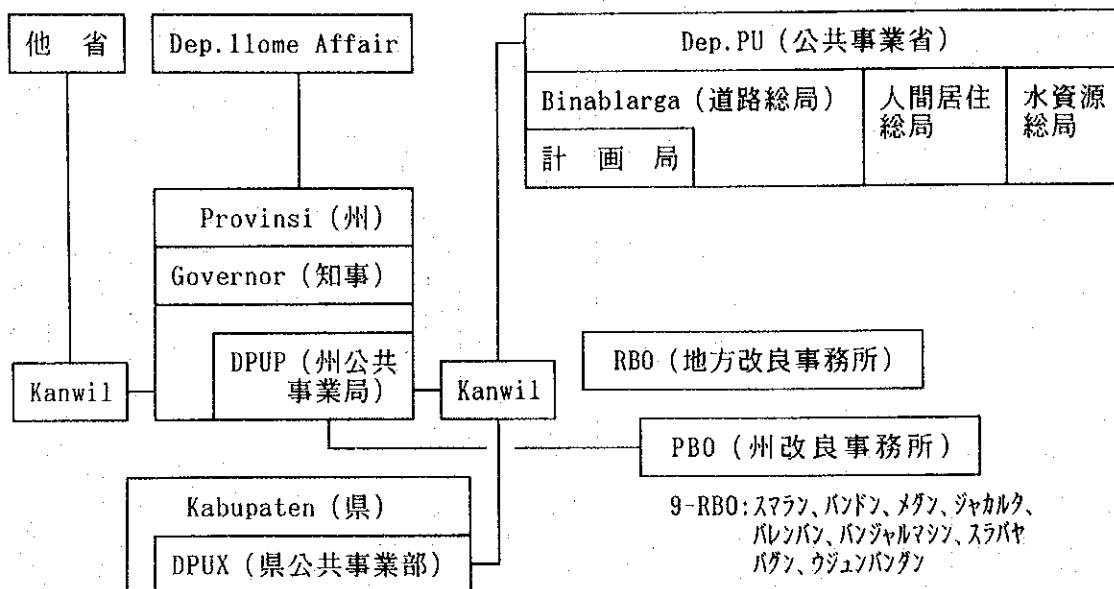 他 省
Dep.llome Affair
Dep.PU (公共事業省)
Binablarga (道路総局)
人間居住
総局
水資源
総局
計 画 局
Provinsi (州)
Governor (知事)
DPUP (州公共
事業局)
Kanwil
Kanwil
RBO (地方改良事務所)
PBO (州改良事務所)
Kabupaten (県)
DPUX (県公共事業部)
9-RBO:スマラン、バンドン、メダン、ジャカルタ、
パレンバン、バンジャルマシン、スラバヤ
パダン、ウジュンバンダン